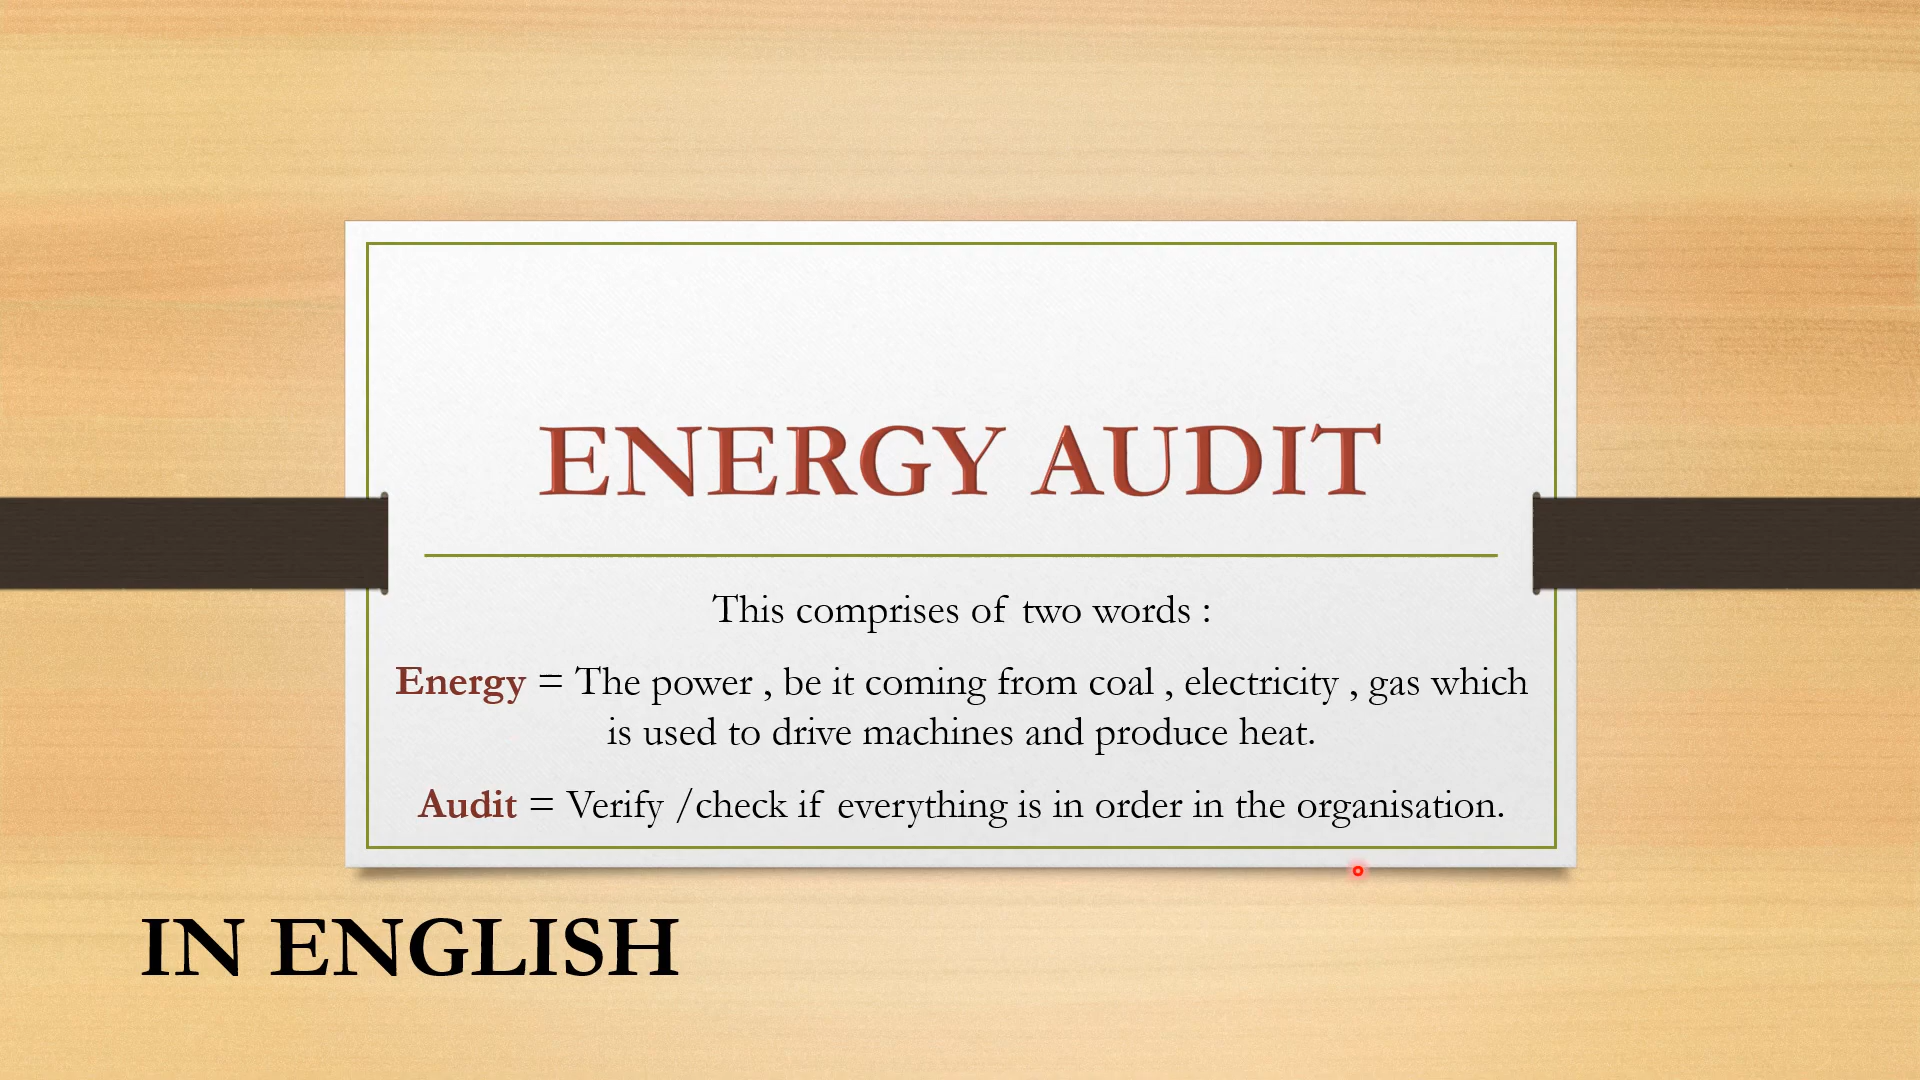 ENERGY AUDIT
This comprises of two words :
Energy = The power , be it coming from coal , electricity , gas which
is used to drive machines and produce heat.
Audit = Verify /check if everything is in order in the organisation.
IN ENGLISH